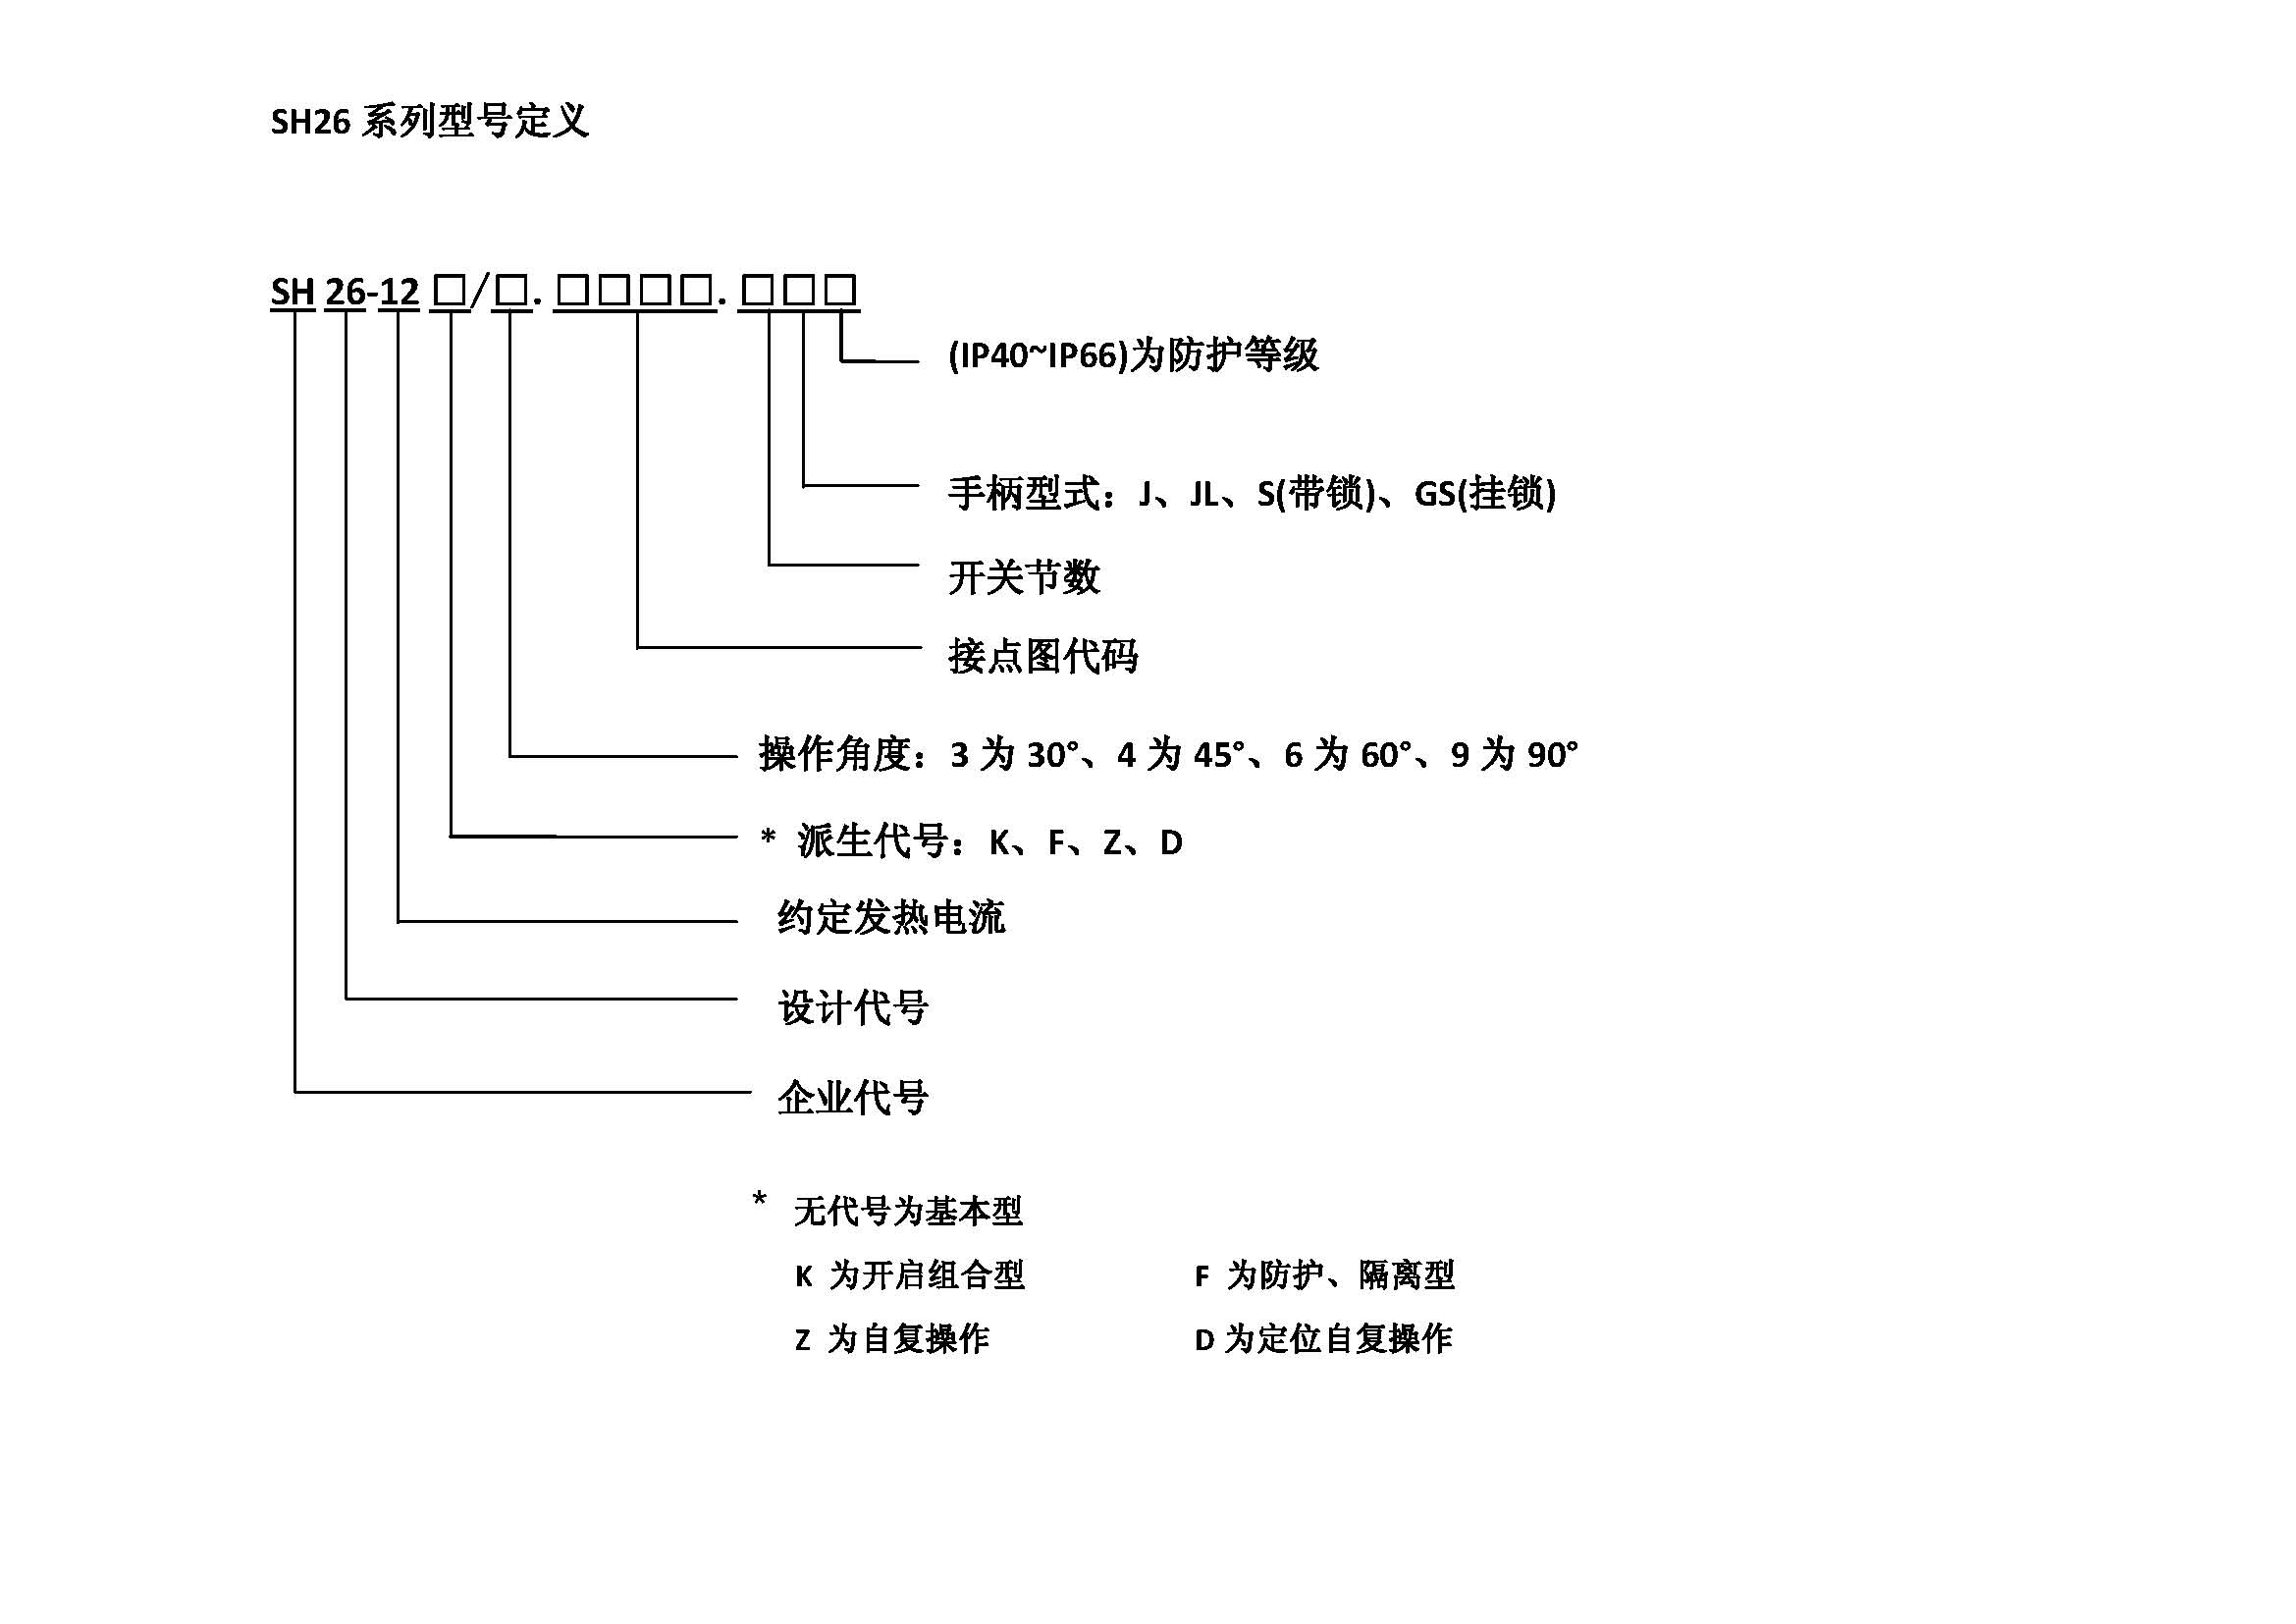 SH26 系列型号定义
SH 26-12 □/□.□□□□.□□□
(IP40~IP66)为防护等级
手柄型式：J、JL、S(带锁)、GS(挂锁)
开关节数
接点图代码
操作角度：3 为 30°、4 为 45°、6 为 60°、9 为 90°
* 派生代号：K、F、Z、D
约定发热电流
设计代号
企业代号
* 无代号为基本型
K 为开启组合型 F 为防护、隔离型
Z 为自复操作 D 为定位自复操作